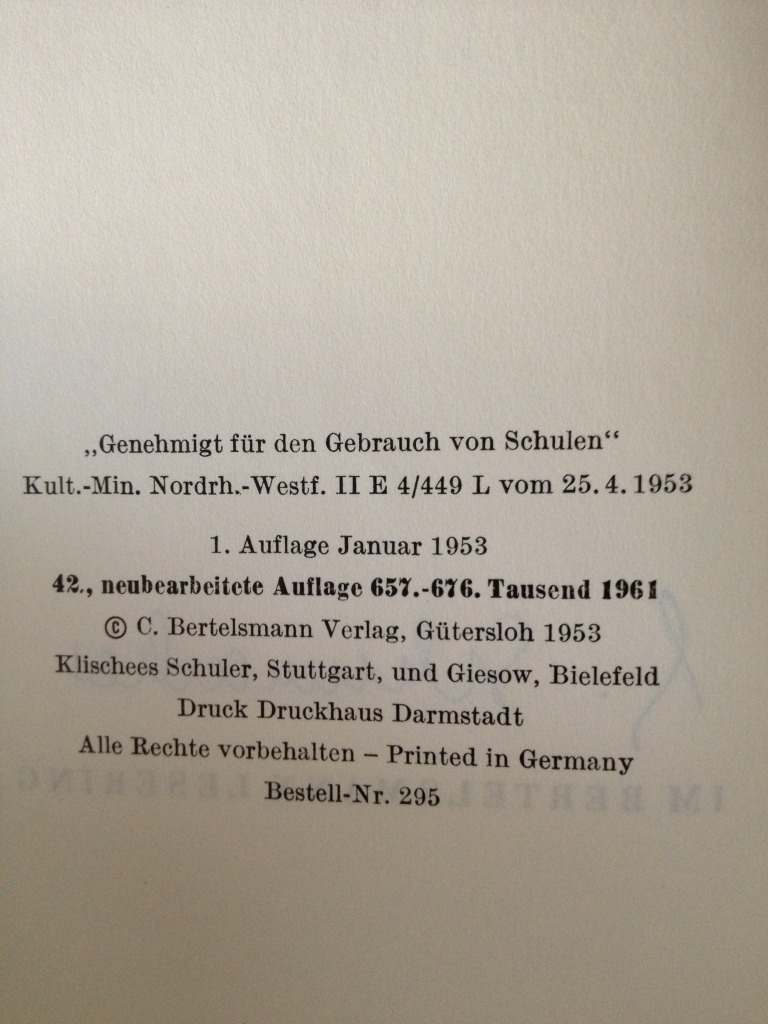 „Genehmigt für den Gebrauch von Schulen“
Kult.-Min. Nordrh.-Westf. II E 4/449 L vom 25. 4. 1953
1. Auflage Januar 1953
42., neubearbeitete Auflage 657.-676. Tausend 1961
© C. Bertelsmann Verlag, Gütersloh 1953
Klischees Schuler, Stuttgart, und Giesow, Bielefeld
Druck Druckhaus Darmstadt
Alle Rechte vorbehalten – Printed in Germany
Bestell-Nr. 295